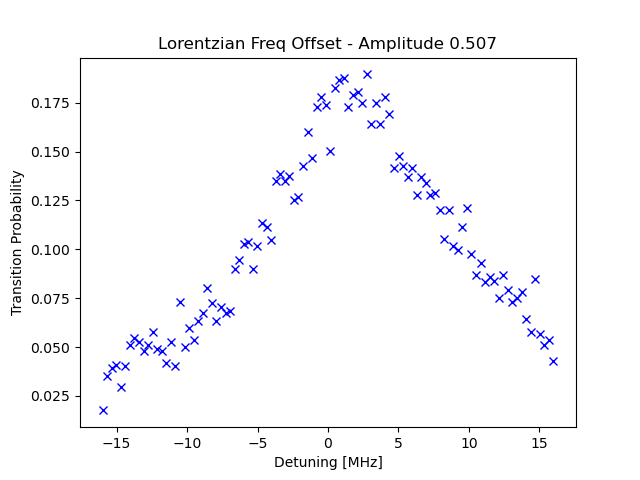 Lorentzian Freq Offset - Amplitude 0.507
Transition Probability
0.175
0.150
0.125
0.100
0.075
0.050
0.025
−15 −10 −5 0 5 10 15
Detuning [MHz]